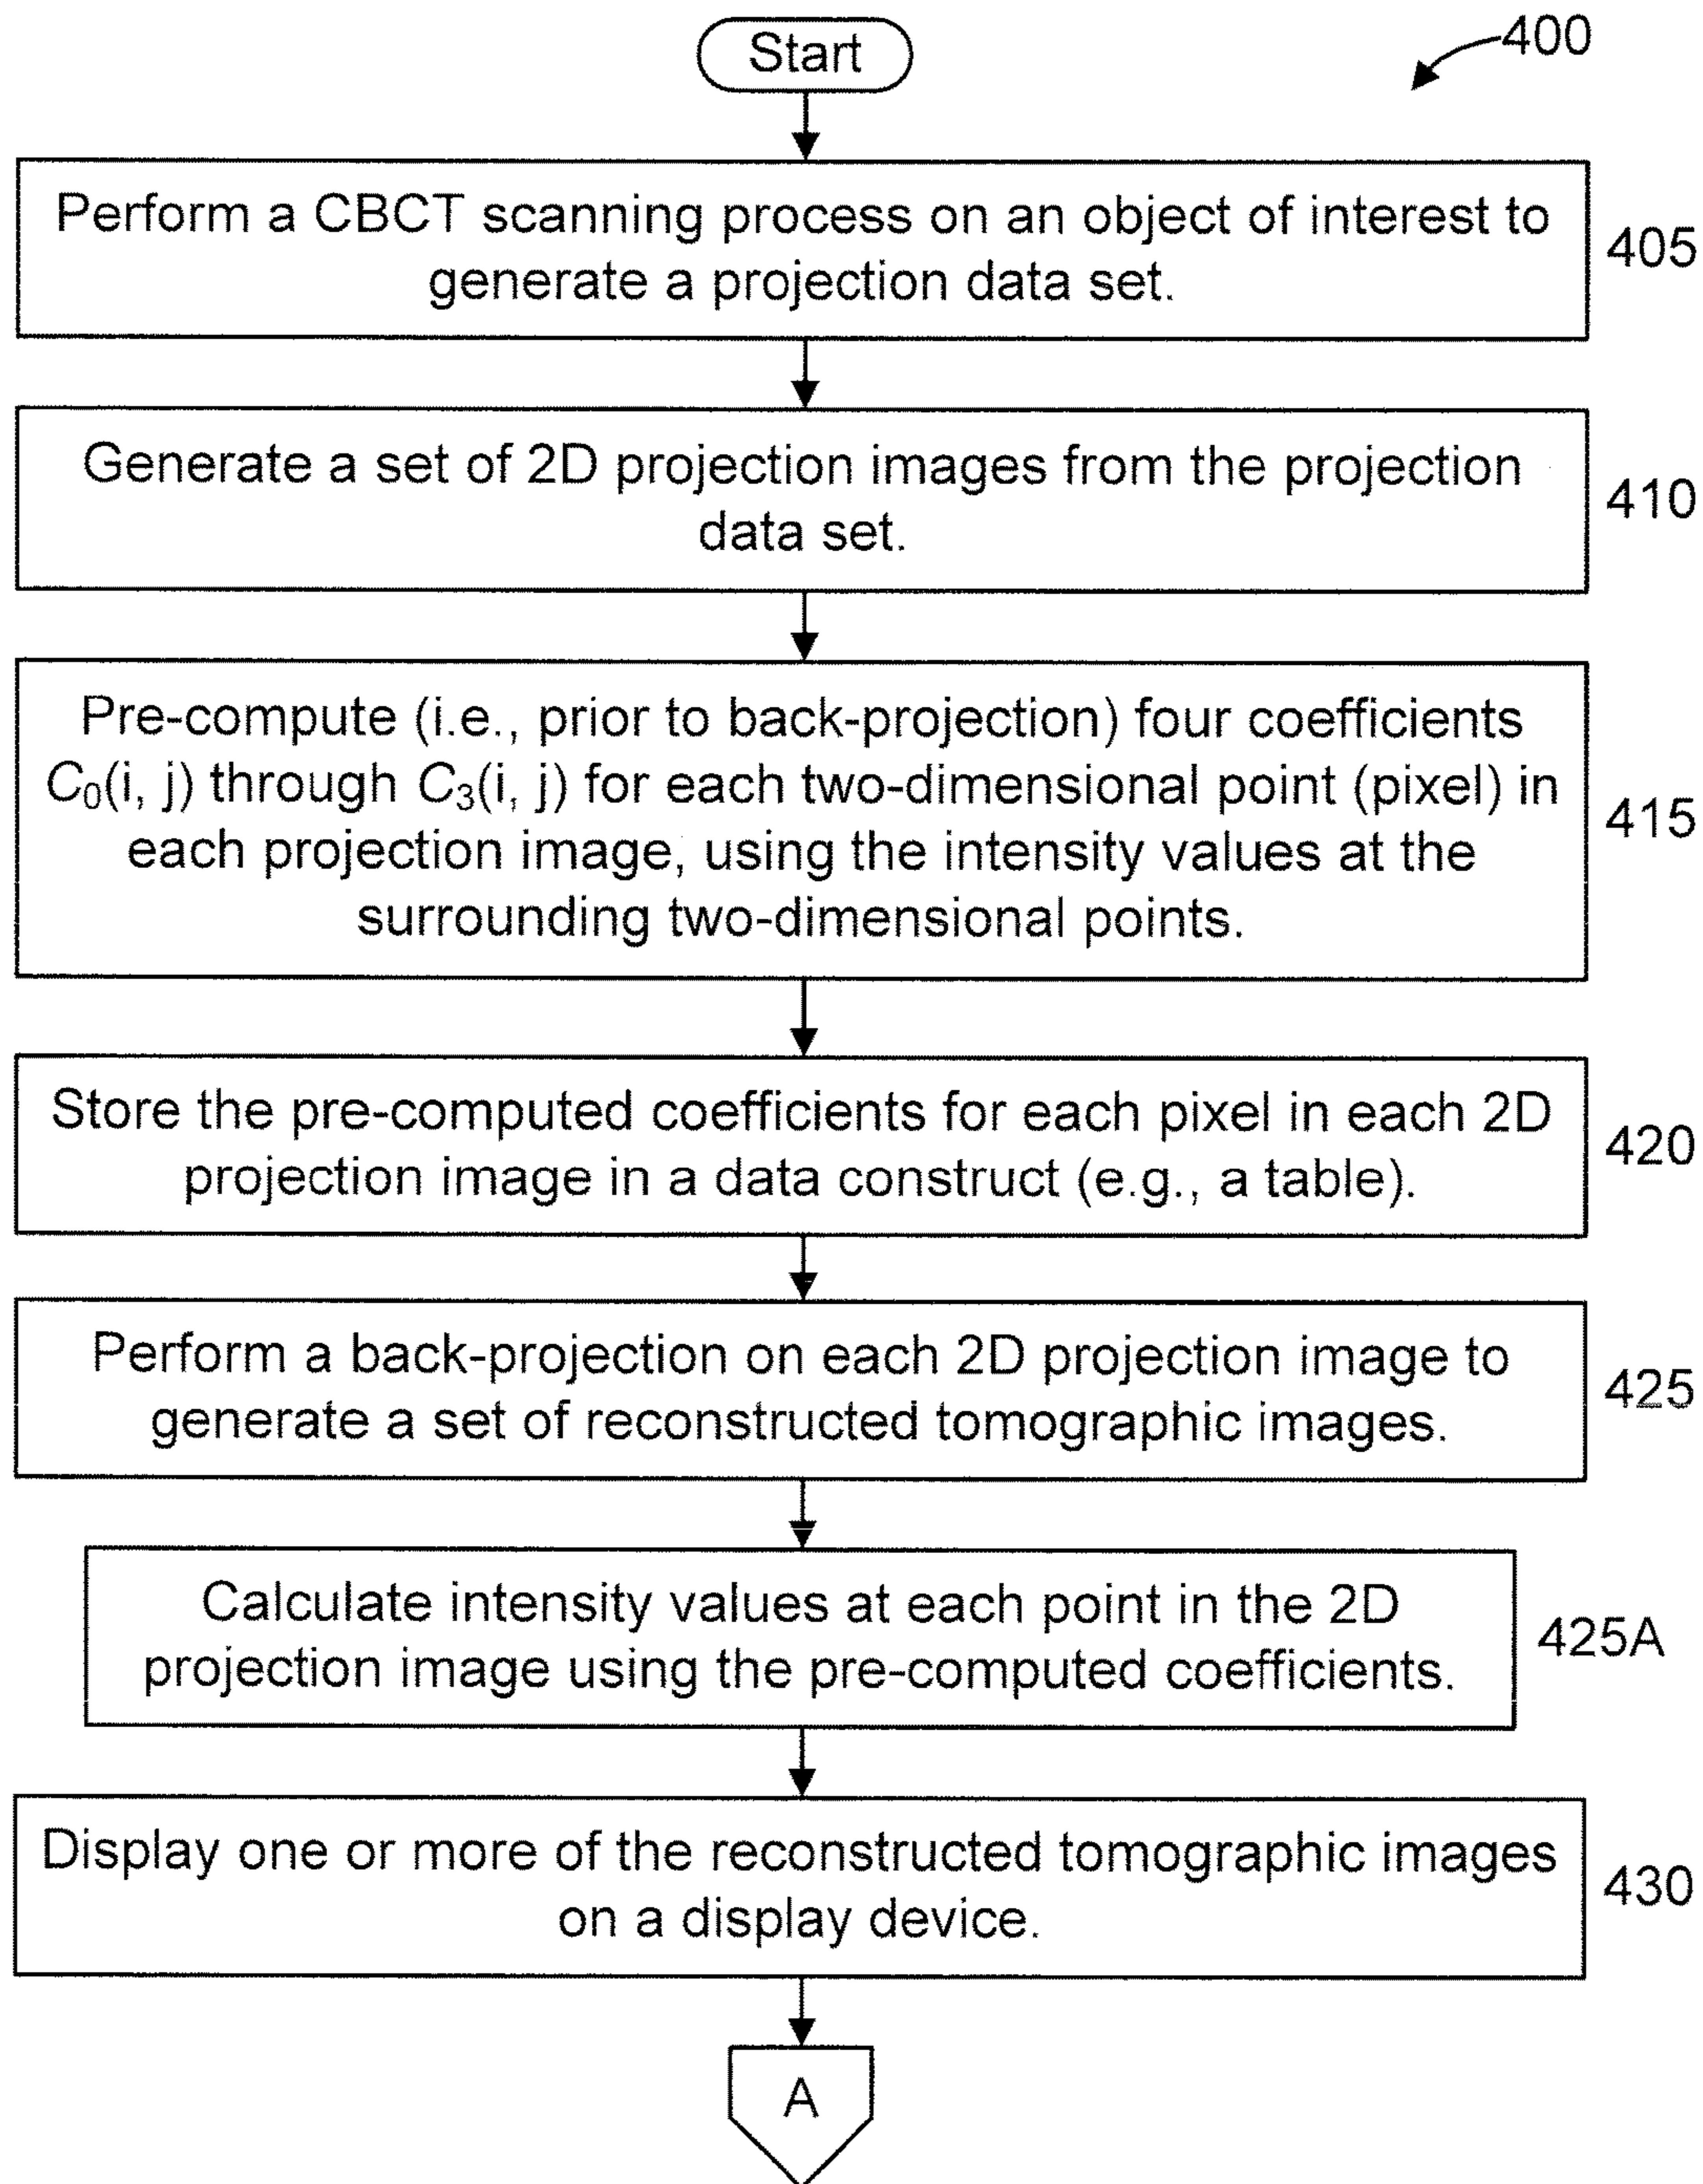 Start
400
Perform a CBCT scanning process on an object of interest to
generate a projection data set.
405
Generate a set of 2D projection images from the projection
data set.
410
Pre-compute (i.e., prior to back-projection) four coefficients
C₀(i, j) through C₃(i, j) for each two-dimensional point (pixel) in
each projection image, using the intensity values at the
surrounding two-dimensional points.
415
Store the pre-computed coefficients for each pixel in each 2D
projection image in a data construct (e.g., a table).
420
Perform a back-projection on each 2D projection image to
generate a set of reconstructed tomographic images.
425
Calculate intensity values at each point in the 2D
projection image using the pre-computed coefficients.
425A
Display one or more of the reconstructed tomographic images
on a display device.
430
A